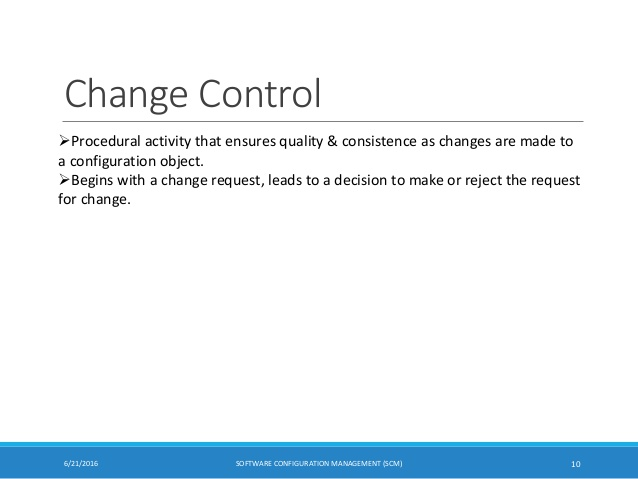 Change Control
➢Procedural activity that ensures quality & consistence as changes are made to
a configuration object.
➢Begins with a change request, leads to a decision to make or reject the request
for change.
6/21/2016 SOFTWARE CONFIGURATION MANAGEMENT (SCM) 10